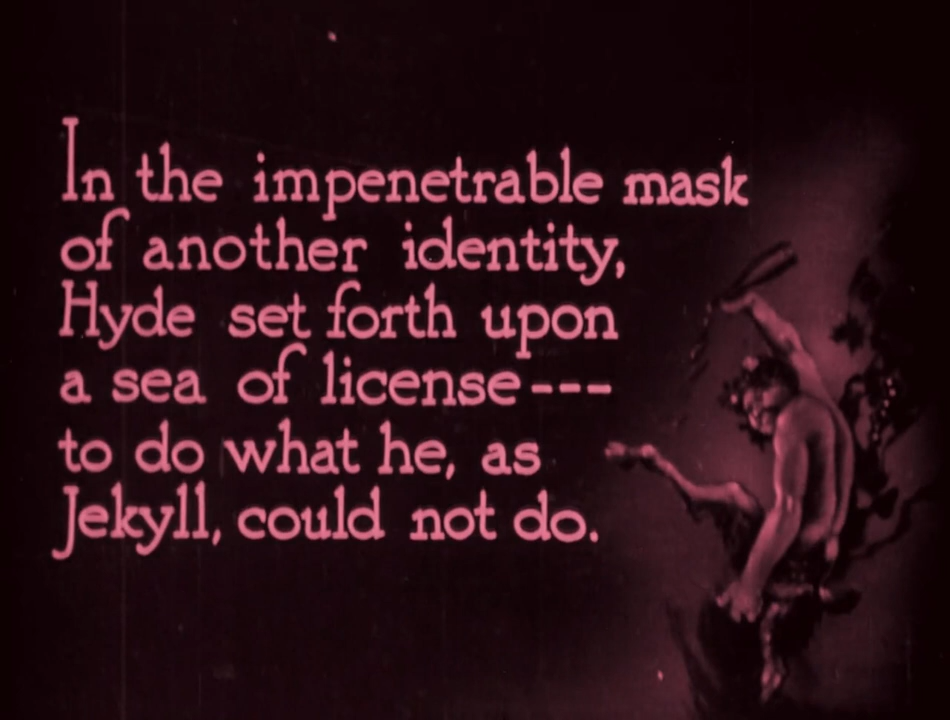 In the impenetrable mask
of another identity,
Hyde set forth upon
a sea of license---
to do what he, as
Jekyll, could not do.